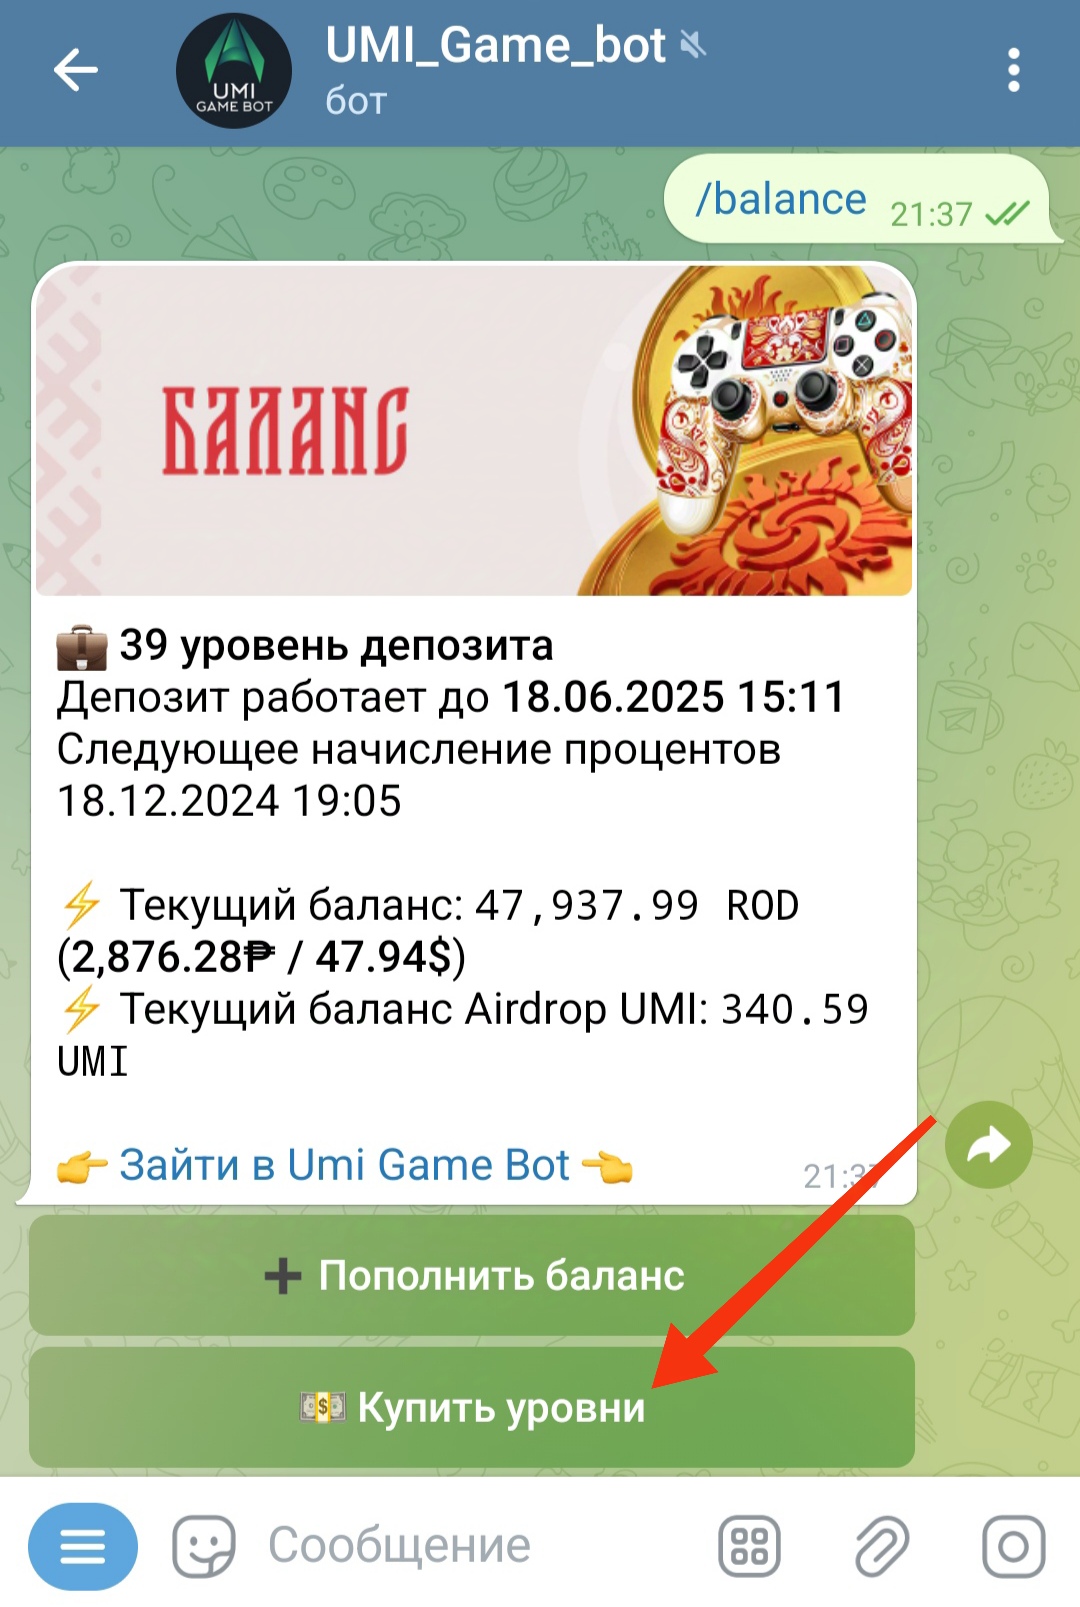 UMI_Game_bot
бот
UMI
GAME BOT
/balance 21:37
БАЛАНС
39 уровень депозита
Депозит работает до 18.06.2025 15:11
Следующее начисление процентов
18.12.2024 19:05
⚡ Текущий баланс: 47,937.99 ROD
(2,876.28₱ / 47.94$)
⚡ Текущий баланс Airdrop UMI: 340.59
UMI
👉 Зайти в Umi Game Bot 👈
21:37
➕ Пополнить баланс
💵 Купить уровни
Сообщение